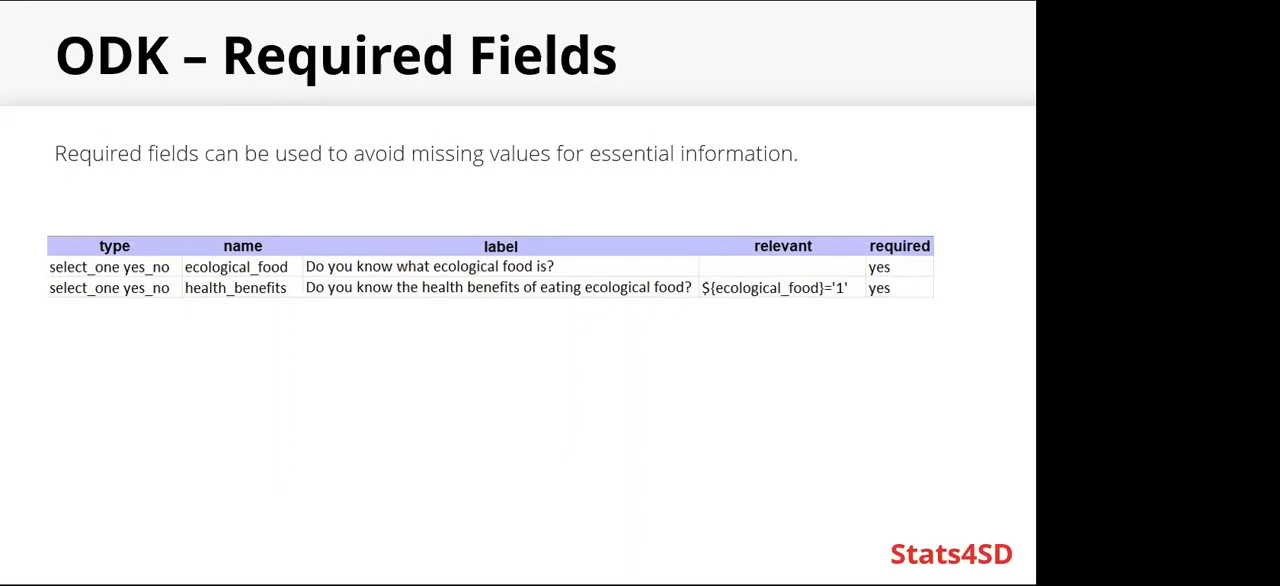 ODK – Required Fields
Required fields can be used to avoid missing values for essential information.
type name label relevant required
select_one yes_no ecological_food Do you know what ecological food is? yes
select_one yes_no health_benefits Do you know the health benefits of eating ecological food? ${ecological_food}='1' yes
Stats4SD